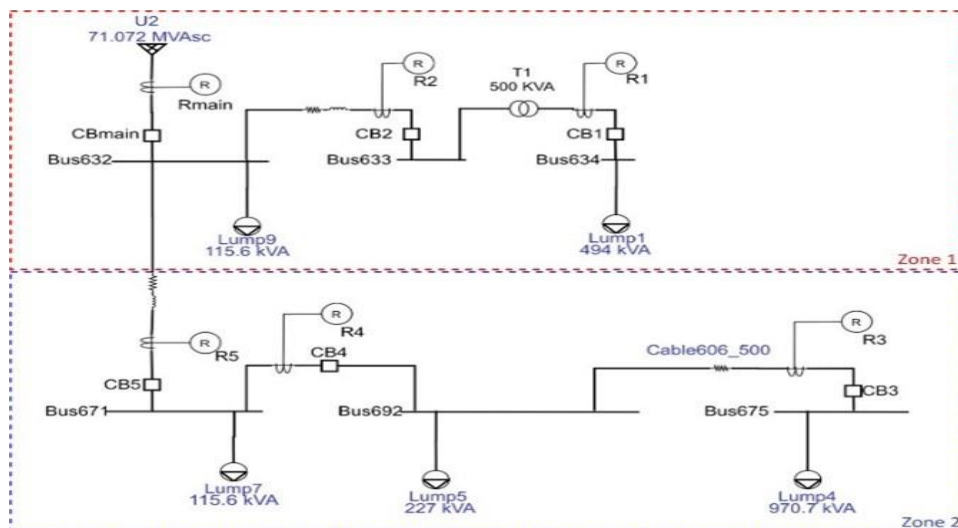 U2
71.072 MVAsc
R
Rmain
CBmain
Bus632
R
R2
CB2
Bus633
T1
500 KVA
R
R1
CB1
Bus634
Lump9
115.6 kVA
Lump1
494 kVA
Zone 1
R
R5
CB5
Bus671
R
R4
CB4
Bus692
Cable606_500
R
R3
CB3
Bus675
Lump7
115.6 kVA
Lump5
227 kVA
Lump4
970.7 kVA
Zone 2